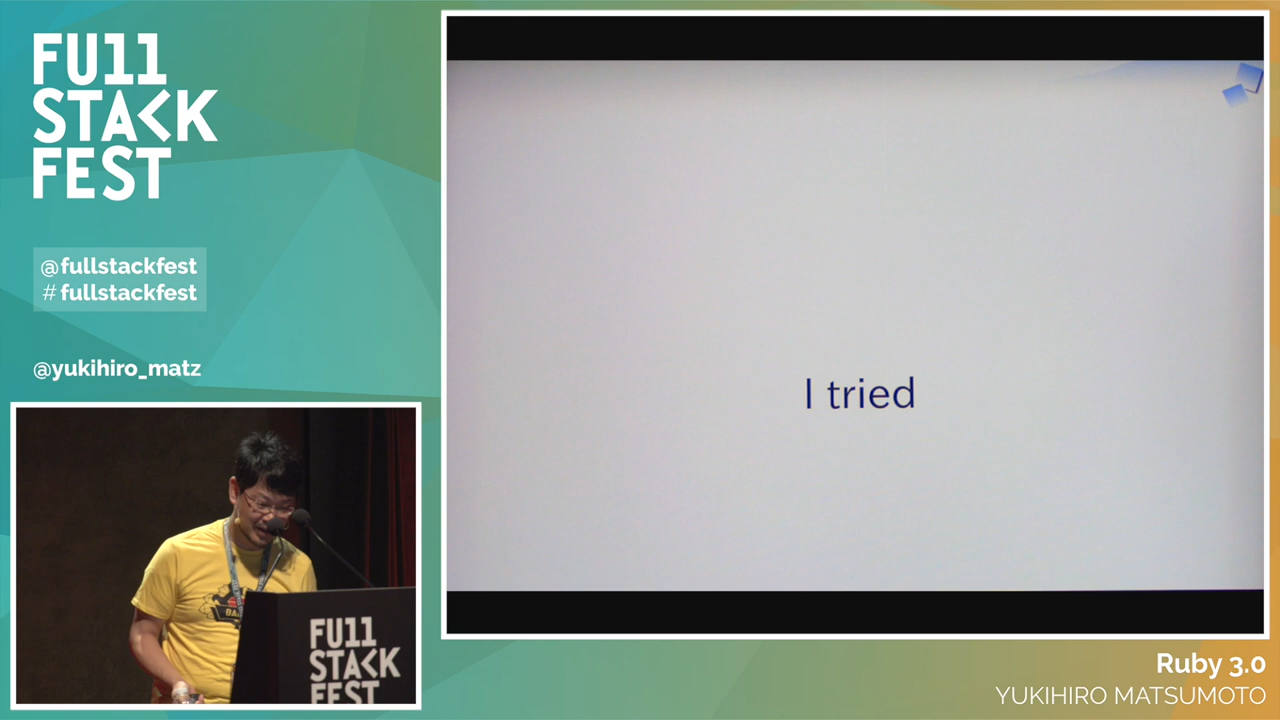 FU11
STACK
FEST
@fullstackfest
# fullstackfest
@yukihiro_matz
I tried
FU11
STACK
FEST
Ruby 3.0
YUKIHIRO MATSUMOTO